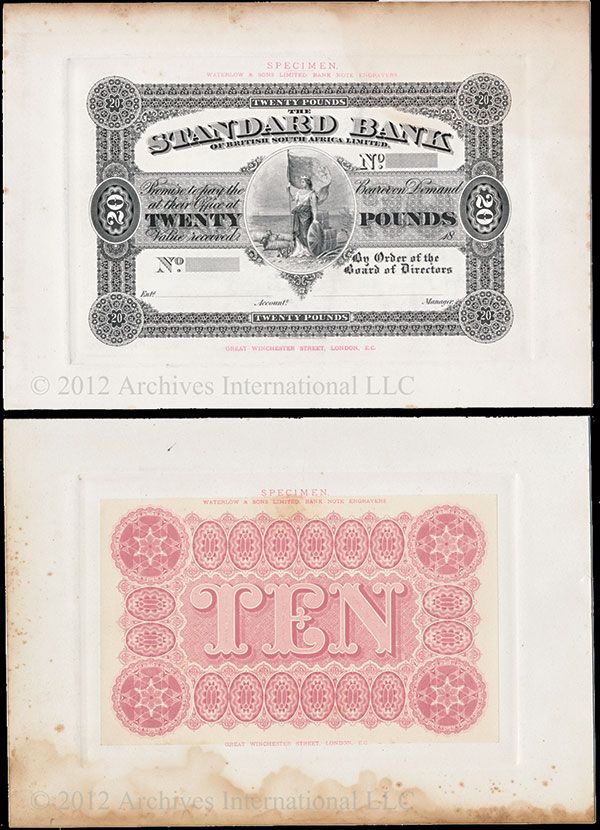 SPECIMEN.
WATERLOW & SONS LIMITED, BANK NOTE ENGRAVERS.
20 TWENTY POUNDS 20
THE
STANDARD BANK
OF BRITISH SOUTH AFRICA LIMITED.
Nº
Promise to pay the Bearer on Demand
at their Office at
20 TWENTY POUNDS 20
Value received. 18
Nº By Order of the
Board of Directors
Entd. Accountt. Manager.
20 TWENTY POUNDS 20
GREAT WINCHESTER STREET, LONDON, E.C.
© 2012 Archives International LLC
SPECIMEN.
WATERLOW & SONS LIMITED, BANK NOTE ENGRAVERS.
TEN
GREAT WINCHESTER STREET, LONDON, E.C.
© 2012 Archives International LLC